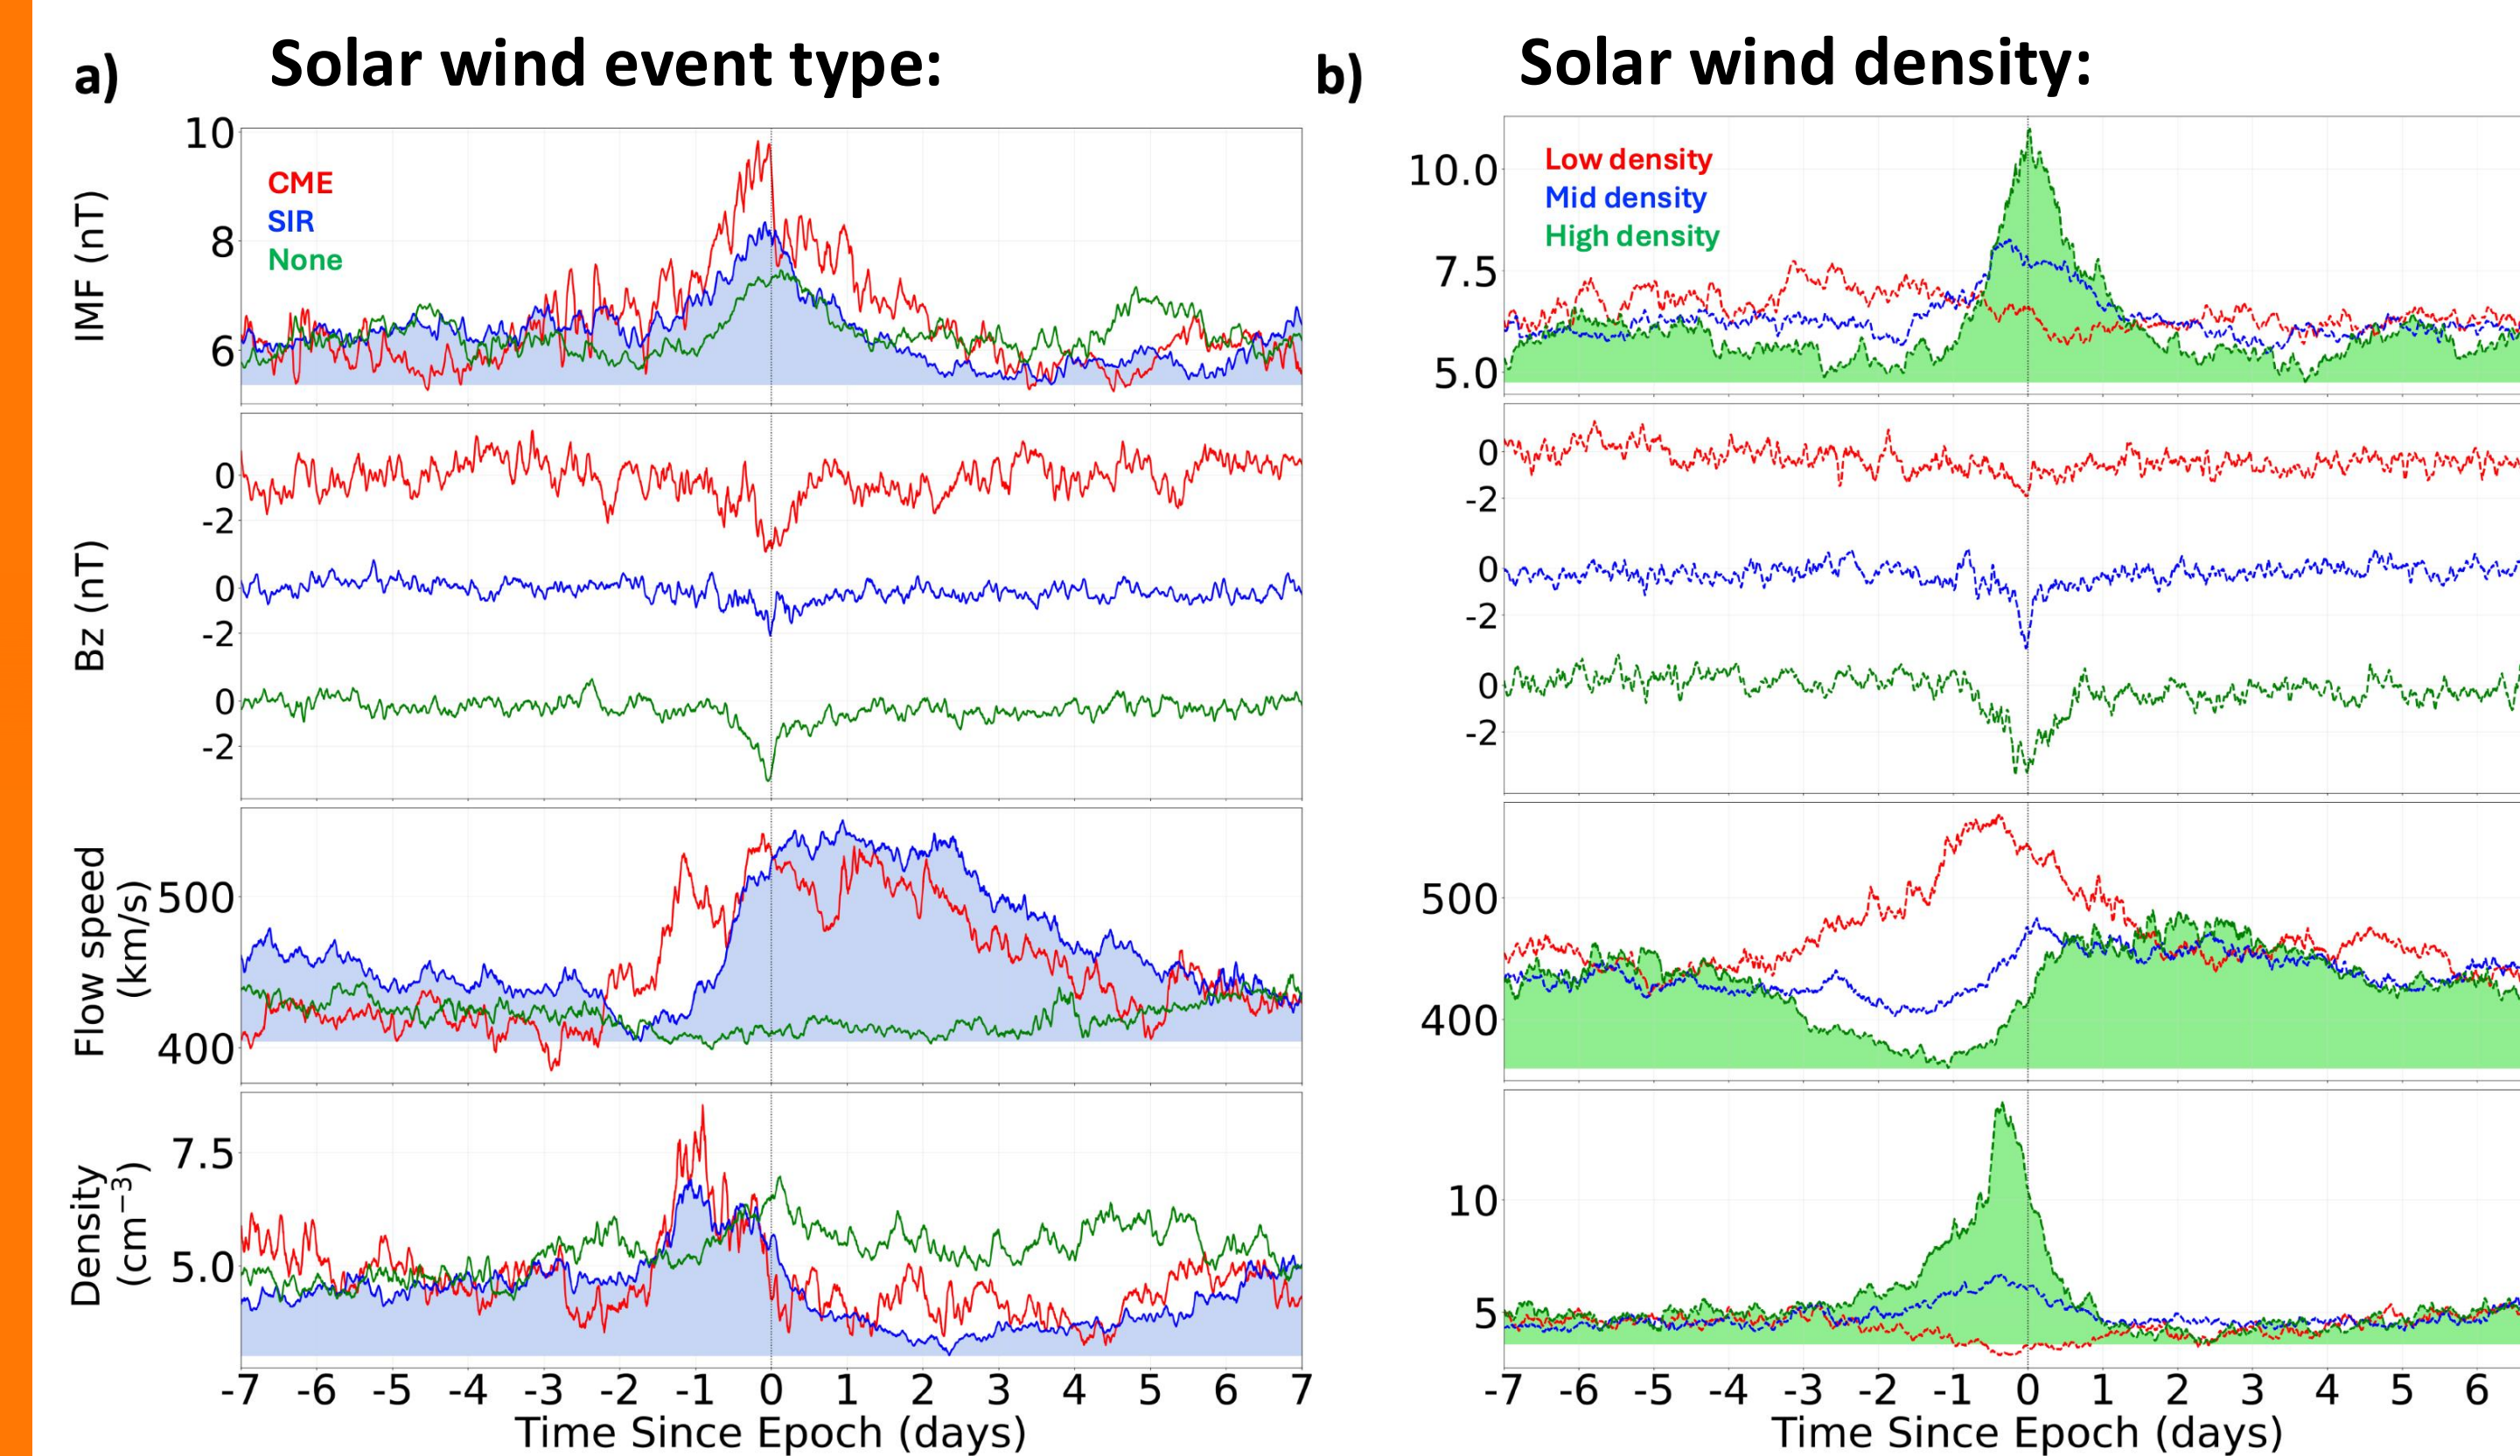 a) Solar wind event type:
10
8
6
IMF (nT)
CME
SIR
None
0
-2
0
-2
0
-2
Bz (nT)
500
400
Flow speed
(km/s)
7.5
5.0
Density
(cm⁻³)
-7 -6 -5 -4 -3 -2 -1 0 1 2 3 4 5 6 7
Time Since Epoch (days)
b) Solar wind density:
10.0
7.5
5.0
Low density
Mid density
High density
0
-2
0
-2
0
-2
500
400
10
5
-7 -6 -5 -4 -3 -2 -1 0 1 2 3 4 5 6
Time Since Epoch (days)